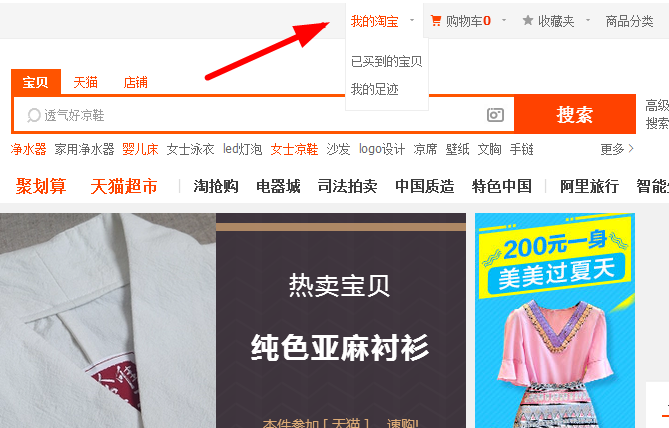 我的淘宝 购物车0 收藏夹 商品分类
已买到的宝贝
我的足迹
宝贝 天猫 店铺
透气好凉鞋 搜索 高级
搜索
净水器 家用净水器 婴儿床 女士泳衣 led灯泡 女士凉鞋 沙发 logo设计 凉席 壁纸 文胸 手链 更多
聚划算 天猫超市 淘抢购 电器城 司法拍卖 中国质造 特色中国 阿里旅行 智能
热卖宝贝
纯色亚麻衬衫
本件参加[天猫] 速购!
200元一身
美美过夏天